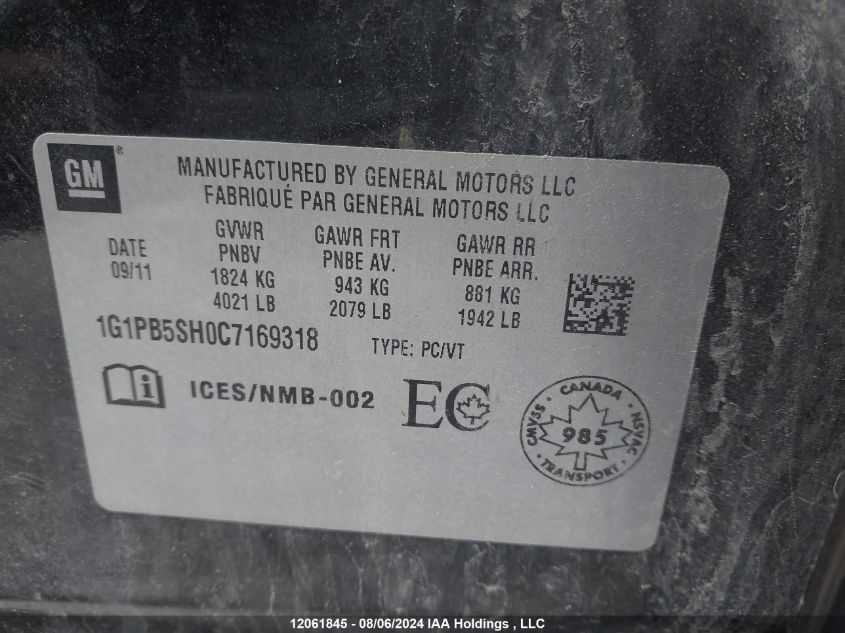 GM ®
MANUFACTURED BY GENERAL MOTORS LLC
FABRIQUÉ PAR GENERAL MOTORS LLC
DATE
09/11
GVWR
PNBV
1824 KG
4021 LB
GAWR FRT
PNBE AV.
943 KG
2079 LB
GAWR RR
PNBE ARR.
881 KG
1942 LB
1G1PB5SH0C7169318
TYPE: PC/VT
i
ICES/NMB-002
EC
CANADA
CMVSS
985
NSVAC
TRANSPORT
12061845 - 08/06/2024 IAA Holdings , LLC